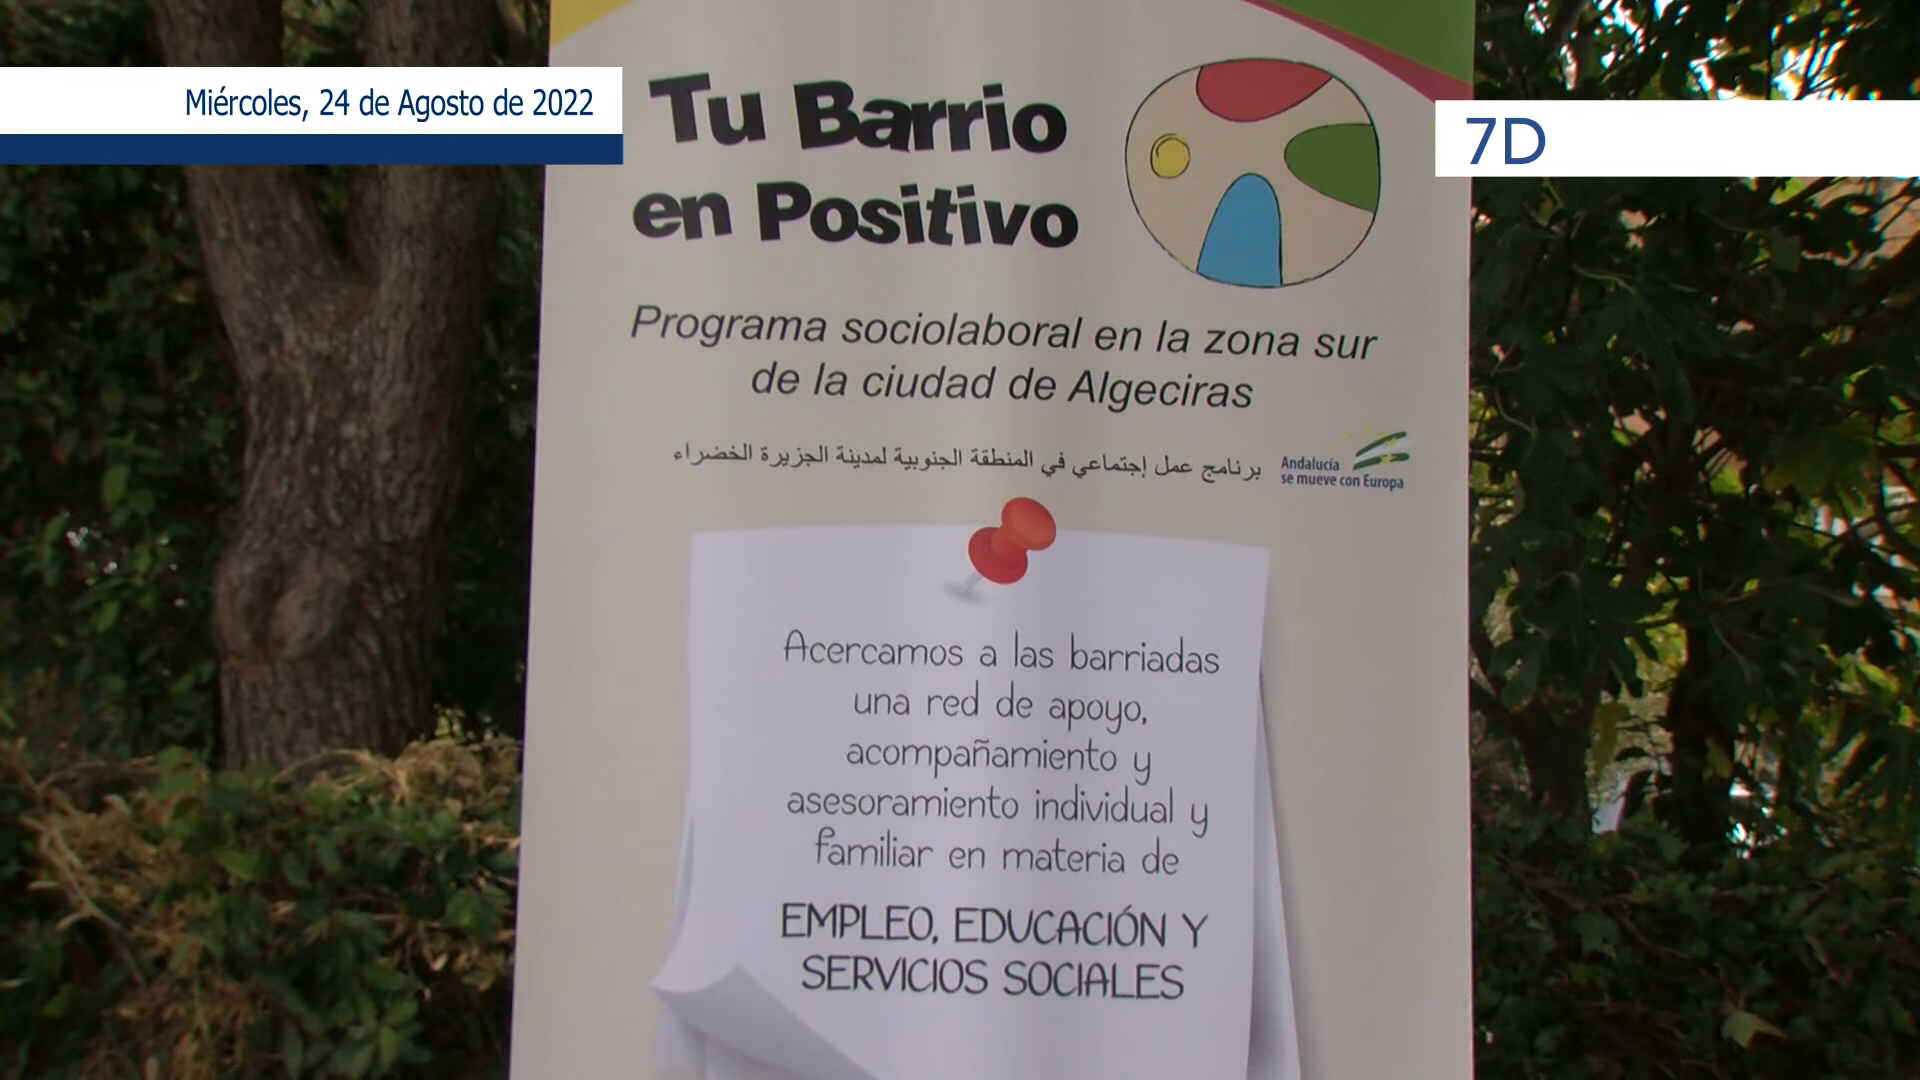 Miércoles, 24 de Agosto de 2022
7D
Tu Barrio
en Positivo
Programa sociolaboral en la zona sur
de la ciudad de Algeciras
برنامج عمل إجتماعي في المنطقة الجنوبية لمدينة الجزيرة الخضراء
Andalucía
se mueve con Europa
Acercamos a las barriadas
una red de apoyo,
acompañamiento y
asesoramiento individual y
familiar en materia de
EMPLEO, EDUCACIÓN Y
SERVICIOS SOCIALES